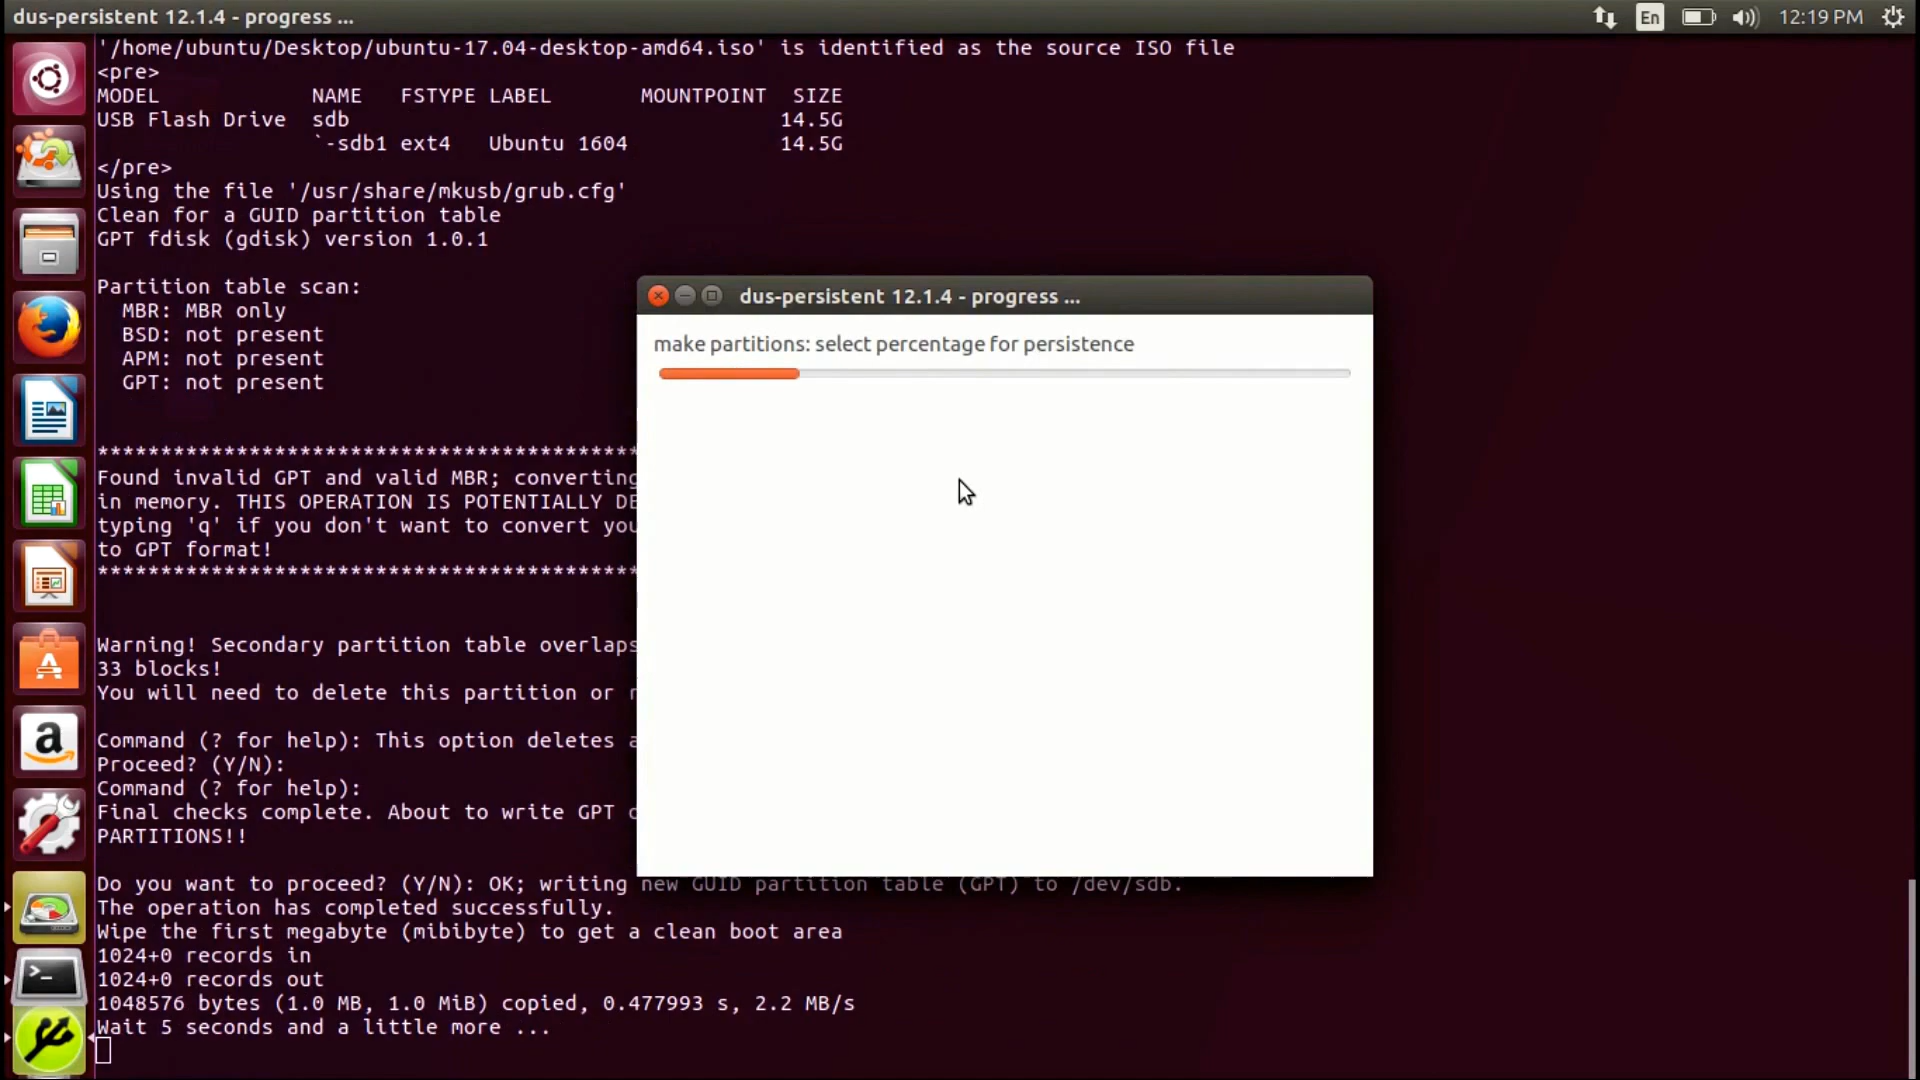 dus-persistent 12.1.4 - progress ...
En
12:19 PM
'/home/ubuntu/Desktop/ubuntu-17.04-desktop-amd64.iso' is identified as the source ISO file
<pre>
MODEL NAME FSTYPE LABEL MOUNTPOINT SIZE
USB Flash Drive sdb 14.5G
`-sdb1 ext4 Ubuntu 1604 14.5G
</pre>
Using the file '/usr/share/mkusb/grub.cfg'
Clean for a GUID partition table
GPT fdisk (gdisk) version 1.0.1
Partition table scan:
MBR: MBR only
BSD: not present
APM: not present
GPT: not present
*******************************************
Found invalid GPT and valid MBR; converting
in memory. THIS OPERATION IS POTENTIALLY DE
typing 'q' if you don't want to convert you
to GPT format!
*******************************************
Warning! Secondary partition table overlaps
33 blocks!
You will need to delete this partition or
Command (? for help): This option deletes a
Proceed? (Y/N):
Command (? for help):
Final checks complete. About to write GPT
PARTITIONS!!
Do you want to proceed? (Y/N): OK; writing new GUID partition table (GPT) to /dev/sdb.
The operation has completed successfully.
Wipe the first megabyte (mibibyte) to get a clean boot area
1024+0 records in
1024+0 records out
1048576 bytes (1.0 MB, 1.0 MiB) copied, 0.477993 s, 2.2 MB/s
Wait 5 seconds and a little more ...
dus-persistent 12.1.4 - progress ...
make partitions: select percentage for persistence